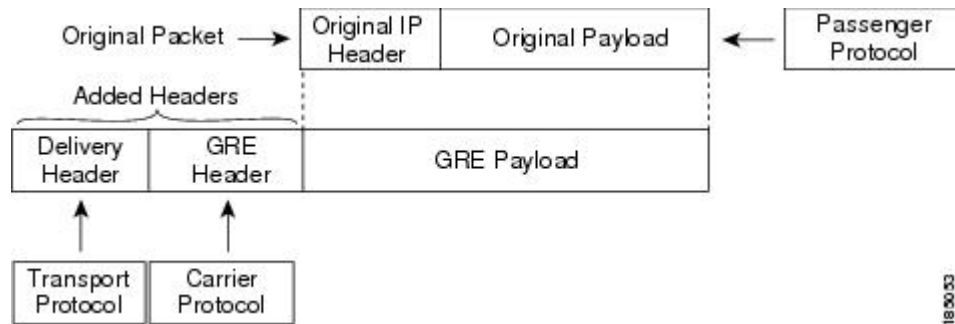 Original Packet
Original IP
Header
Original Payload
Passenger
Protocol
Added Headers
Delivery
Header
GRE
Header
GRE Payload
Transport
Protocol
Carrier
Protocol
185053